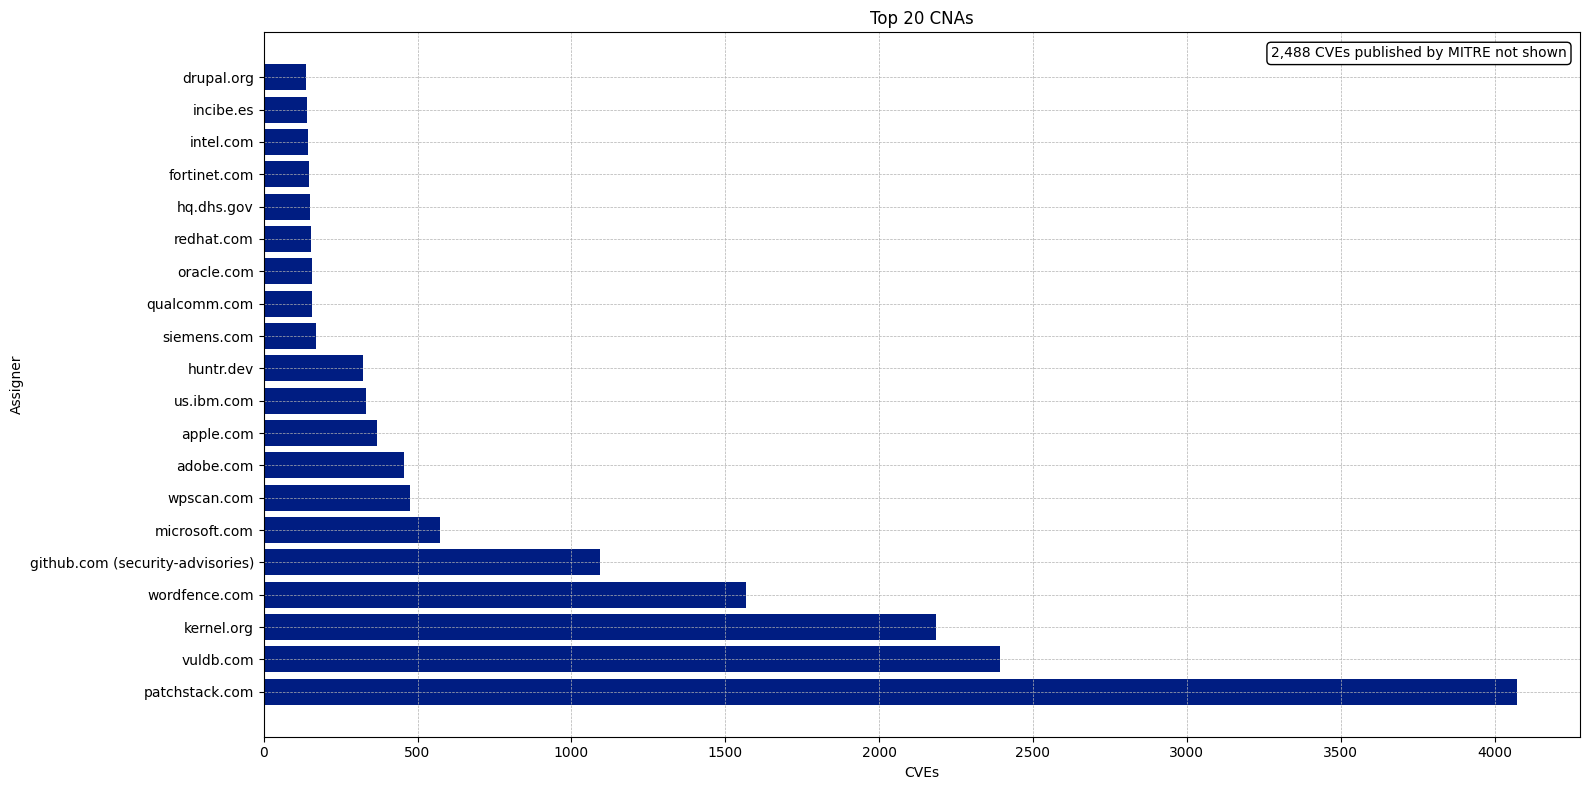 Top 20 CNAs
2,488 CVEs published by MITRE not shown
drupal.org
incibe.es
intel.com
fortinet.com
hq.dhs.gov
redhat.com
oracle.com
qualcomm.com
siemens.com
huntr.dev
us.ibm.com
apple.com
adobe.com
wpscan.com
microsoft.com
github.com (security-advisories)
wordfence.com
kernel.org
vuldb.com
patchstack.com
Assigner
0 500 1000 1500 2000 2500 3000 3500 4000
CVEs